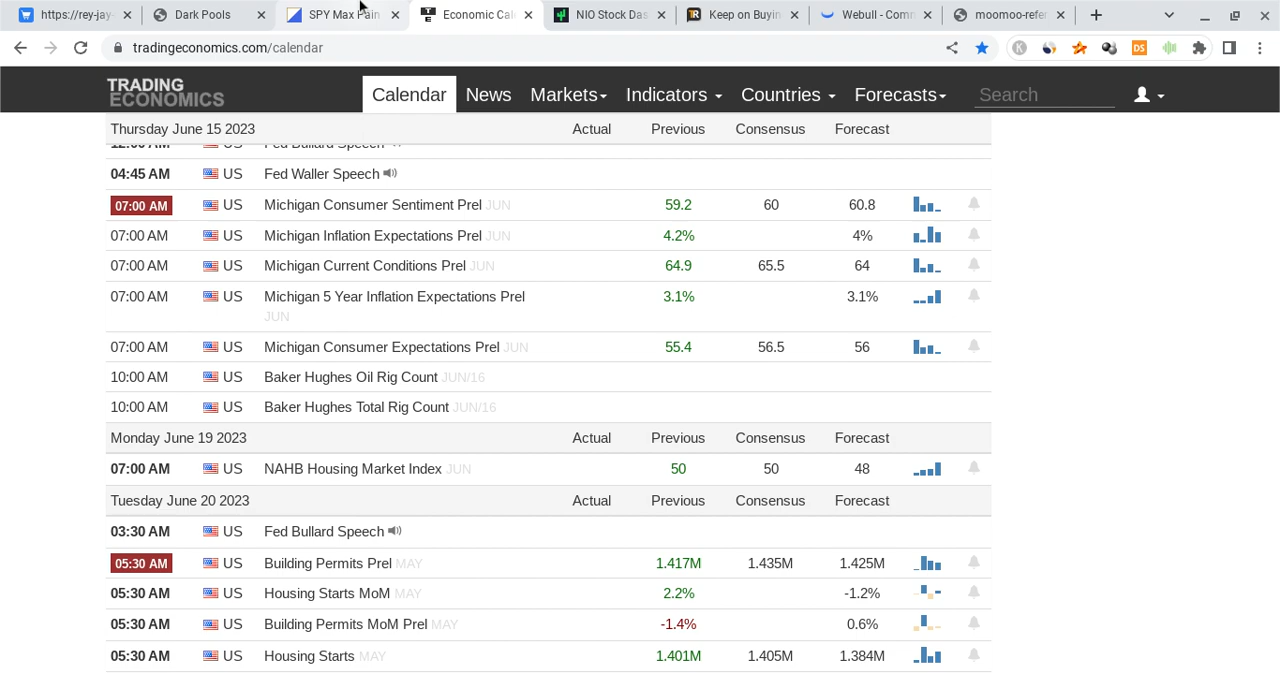 https://rey-jay-
Dark Pools
SPY Max Pain
Economic Cal
NIO Stock Das
Keep on Buyin
Webull - Comm
moomoo-refer
tradingeconomics.com/calendar
TRADING
ECONOMICS
Calendar News Markets Indicators Countries Forecasts Search
Thursday June 15 2023 Actual Previous Consensus Forecast
12:00 AM US Fed Bullard Speech
04:45 AM US Fed Waller Speech
07:00 AM US Michigan Consumer Sentiment Prel JUN 59.2 60 60.8
07:00 AM US Michigan Inflation Expectations Prel JUN 4.2% 4%
07:00 AM US Michigan Current Conditions Prel JUN 64.9 65.5 64
07:00 AM US Michigan 5 Year Inflation Expectations Prel 3.1% 3.1%
JUN
07:00 AM US Michigan Consumer Expectations Prel JUN 55.4 56.5 56
10:00 AM US Baker Hughes Oil Rig Count JUN/16
10:00 AM US Baker Hughes Total Rig Count JUN/16
Monday June 19 2023 Actual Previous Consensus Forecast
07:00 AM US NAHB Housing Market Index JUN 50 50 48
Tuesday June 20 2023 Actual Previous Consensus Forecast
03:30 AM US Fed Bullard Speech
05:30 AM US Building Permits Prel MAY 1.417M 1.435M 1.425M
05:30 AM US Housing Starts MoM MAY 2.2% -1.2%
05:30 AM US Building Permits MoM Prel MAY -1.4% 0.6%
05:30 AM US Housing Starts MAY 1.401M 1.405M 1.384M